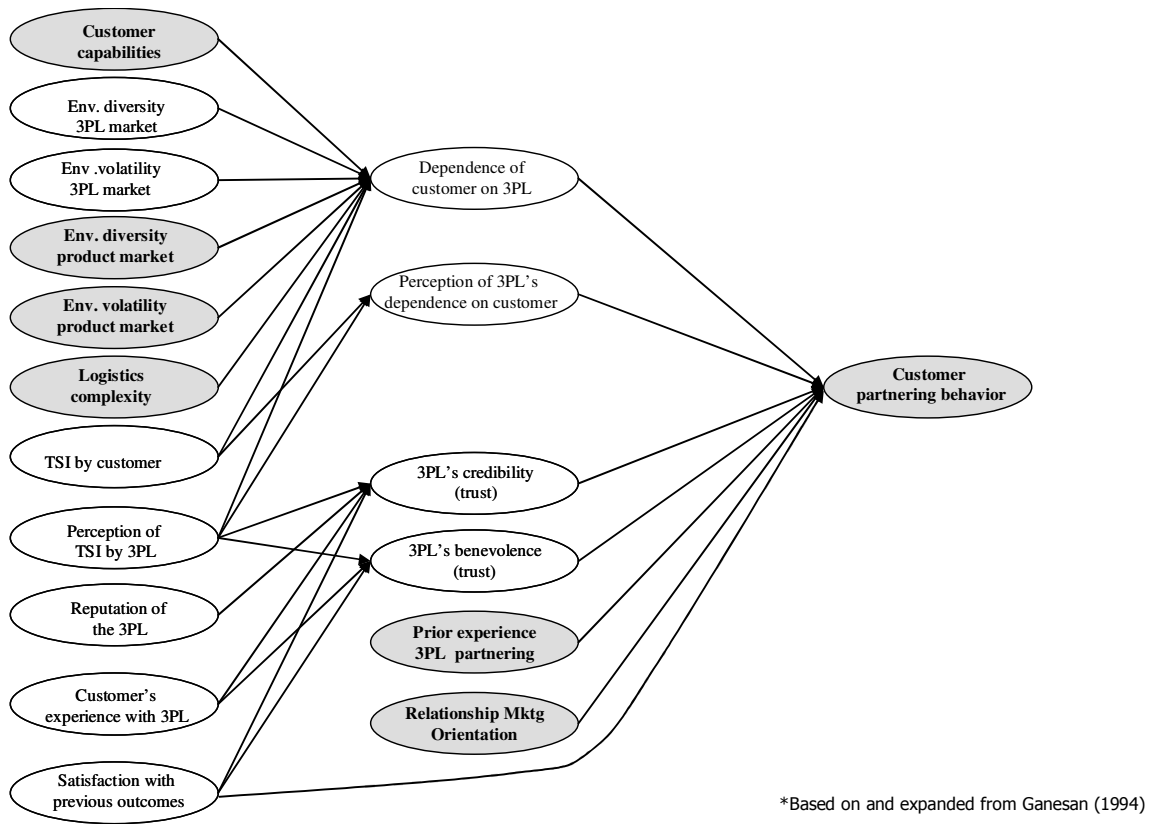 Customer
capabilities
Env. diversity
3PL market
Env .volatility
3PL market
Env. diversity
product market
Env. volatility
product market
Logistics
complexity
TSI by customer
Perception of
TSI by 3PL
Reputation of
the 3PL
Customer's
experience with 3PL
Satisfaction with
previous outcomes
Dependence of
customer on 3PL
Perception of 3PL's
dependence on customer
3PL's credibility
(trust)
3PL's benevolence
(trust)
Prior experience
3PL partnering
Relationship Mktg
Orientation
Customer
partnering behavior
*Based on and expanded from Ganesan (1994)